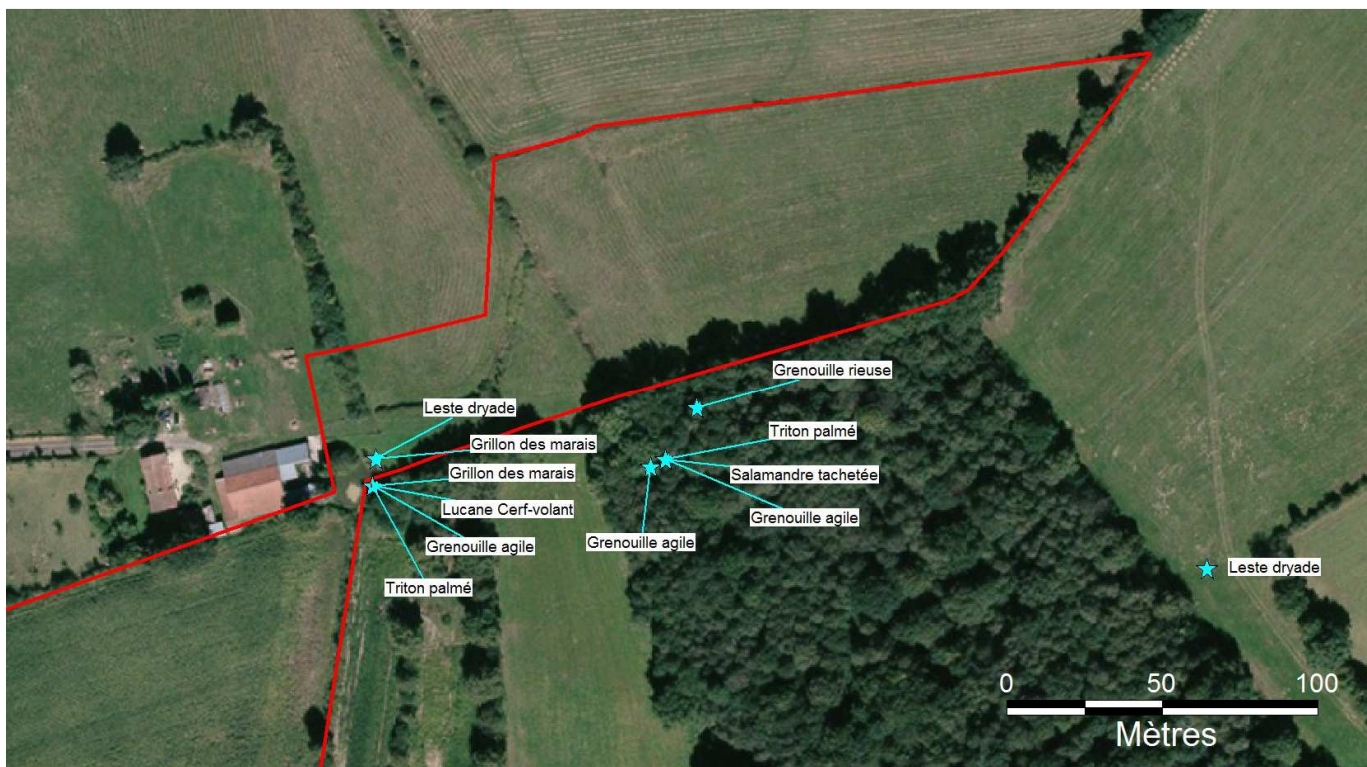 Grenouille rieuse
Leste dryade
Triton palmé
Grillon des marais
Grillon des marais
Salamandre tachetée
Lucane Cerf-volant
Grenouille agile
Grenouille agile
Grenouille agile
Leste dryade
Triton palmé
0 50 100
Mètres